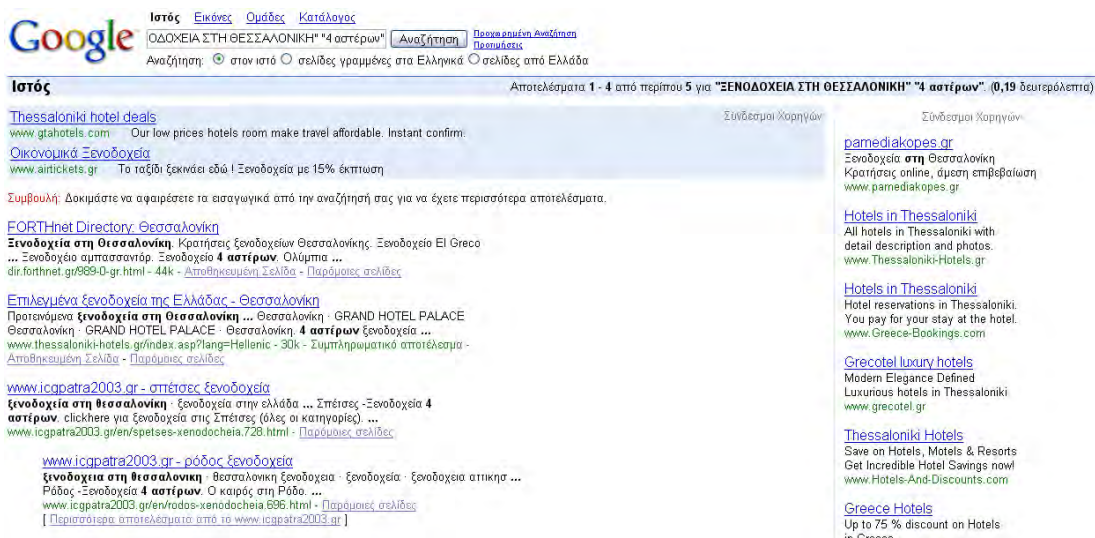 Google
Ιστός Εικόνες Ομάδες Κατάλογος
ΟΔΟΧΕΙΑ ΣΤΗ ΘΕΣΣΑΛΟΝΙΚΗ" "4 αστέρων" Αναζήτηση Προχωρημένη Αναζήτηση
Προτιμήσεις
Αναζήτηση: στον ιστό σελίδες γραμμένες στα Ελληνικά σελίδες από Ελλάδα
Ιστός Αποτελέσματα 1 - 4 από περίπου 5 για "ΞΕΝΟΔΟΧΕΙΑ ΣΤΗ ΘΕΣΣΑΛΟΝΙΚΗ" "4 αστέρων". (0,19 δευτερόλεπτα)
Thessaloniki hotel deals Σύνδεσμοι Χορηγών
www.gtahotels.com Our low prices hotels room make travel affordable. Instant confirm.
Οικονομικά Ξενοδοχεία
www.airtickets.gr Το ταξίδι ξεκινάει εδώ ! Ξενοδοχεία με 15% έκπτωση
Συμβουλή: Δοκιμάστε να αφαιρέσετε τα εισαγωγικά από την αναζήτησή σας για να έχετε περισσότερα αποτελέσματα.
FORTHnet Directory: Θεσσαλονίκη
Ξενοδοχεία στη Θεσσαλονίκη. Κρατήσεις ξενοδοχείων Θεσσαλονίκης. Ξενοδοχείο El Greco
... Ξενοδοχείο αμπασσαντόρ. Ξενοδοχείο 4 αστέρων. Ολύμπια ...
dir.forthnet.gr/989-0-gr.html - 44k - Αποθηκευμένη Σελίδα - Παρόμοιες σελίδες
Επιλεγμένα ξενοδοχεία της Ελλάδας - Θεσσαλονίκη
Προτεινόμενα ξενοδοχεία στη Θεσσαλονίκη ... Θεσσαλονίκη · GRAND HOTEL PALACE
Θεσσαλονίκη · GRAND HOTEL PALACE · Θεσσαλονίκη. 4 αστέρων ξενοδοχεία ...
www.thessaloniki-hotels.gr/index.asp?lang=Hellenic - 30k - Συμπληρωματικό αποτέλεσμα -
Αποθηκευμένη Σελίδα - Παρόμοιες σελίδες
www.icgpatra2003.gr - σπέτσες ξενοδοχεία
ξενοδοχεία στη θεσσαλονίκη · ξενοδοχεία στην ελλάδα ... Σπέτσες -Ξενοδοχεία 4
αστέρων. clickhere για ξενοδοχεία στις Σπέτσες (όλες οι κατηγορίες). ...
www.icgpatra2003.gr/en/spetses-xenodocheia.728.html - Παρόμοιες σελίδες
www.icgpatra2003.gr - ρόδος ξενοδοχεία
ξενοδοχεια στη θεσσαλονικη · θεσσαλονικη ξενοδοχεια · ξενοδοχεία · ξενοδοχεια αττικησ ...
Ρόδος -Ξενοδοχεία 4 αστέρων. Ο καιρός στη Ρόδο. ...
www.icgpatra2003.gr/en/rodos-xenodocheia.696.html - Παρόμοιες σελίδες
[ Περισσότερα αποτελέσματα από το www.icgpatra2003.gr ]
Σύνδεσμοι Χορηγών
pamediakopes.gr
Ξενοδοχεία στη Θεσσαλονίκη
Κρατήσεις online, άμεση επιβεβαίωση
www.pamediakopes.gr
Hotels in Thessaloniki
All hotels in Thessaloniki with
detail description and photos.
www.Thessaloniki-Hotels.gr
Hotels in Thessaloniki
Hotel reservations in Thessaloniki.
You pay for your stay at the hotel.
www.Greece-Bookings.com
Grecotel luxury hotels
Modern Elegance Defined
Luxurious hotels in Thessaloniki
www.grecotel.gr
Thessaloniki Hotels
Save on Hotels, Motels & Resorts
Get Incredible Hotel Savings now!
www.Hotels-And-Discounts.com
Greece Hotels
Up to 75 % discount on Hotels
in Greece